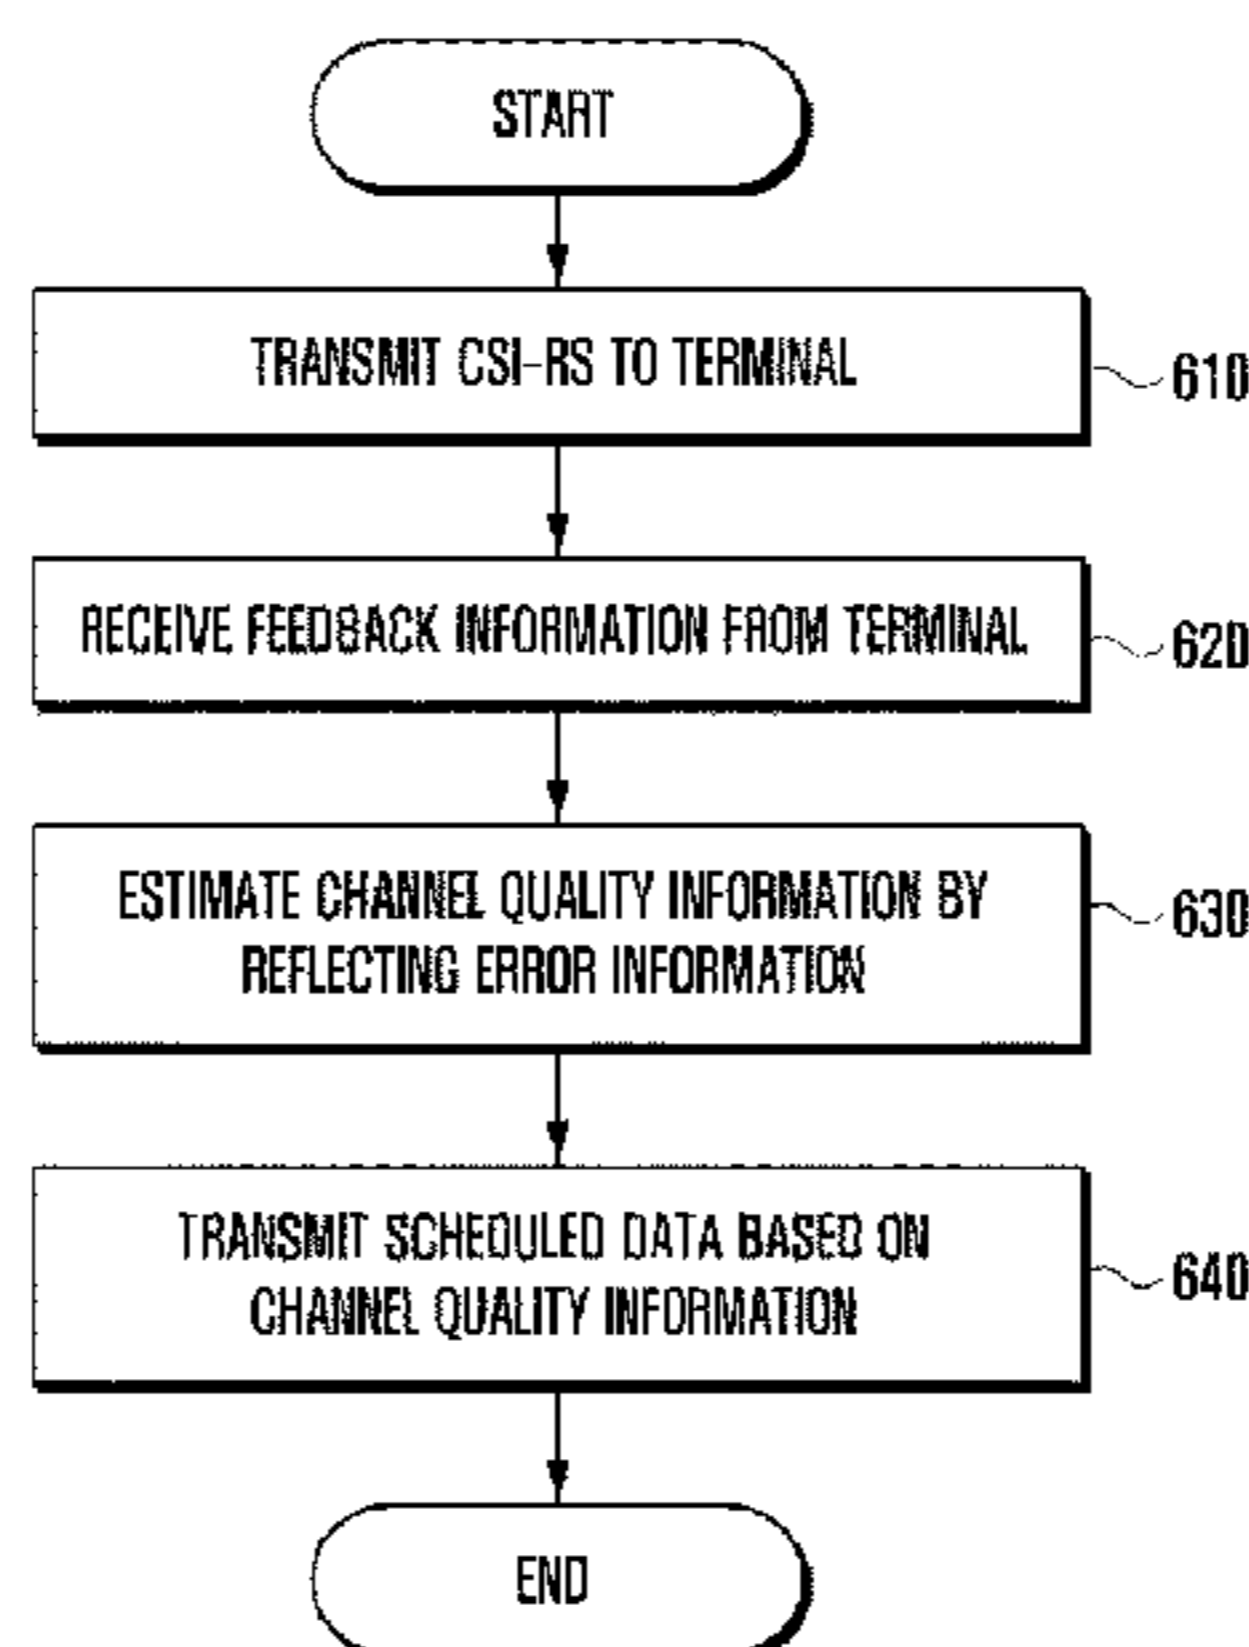 START
TRANSMIT CSI-RS TO TERMINAL
610
RECEIVE FEEDBACK INFORMATION FROM TERMINAL
620
ESTIMATE CHANNEL QUALITY INFORMATION BY
REFLECTING ERROR INFORMATION
630
TRANSMIT SCHEDULED DATA BASED ON
CHANNEL QUALITY INFORMATION
640
END